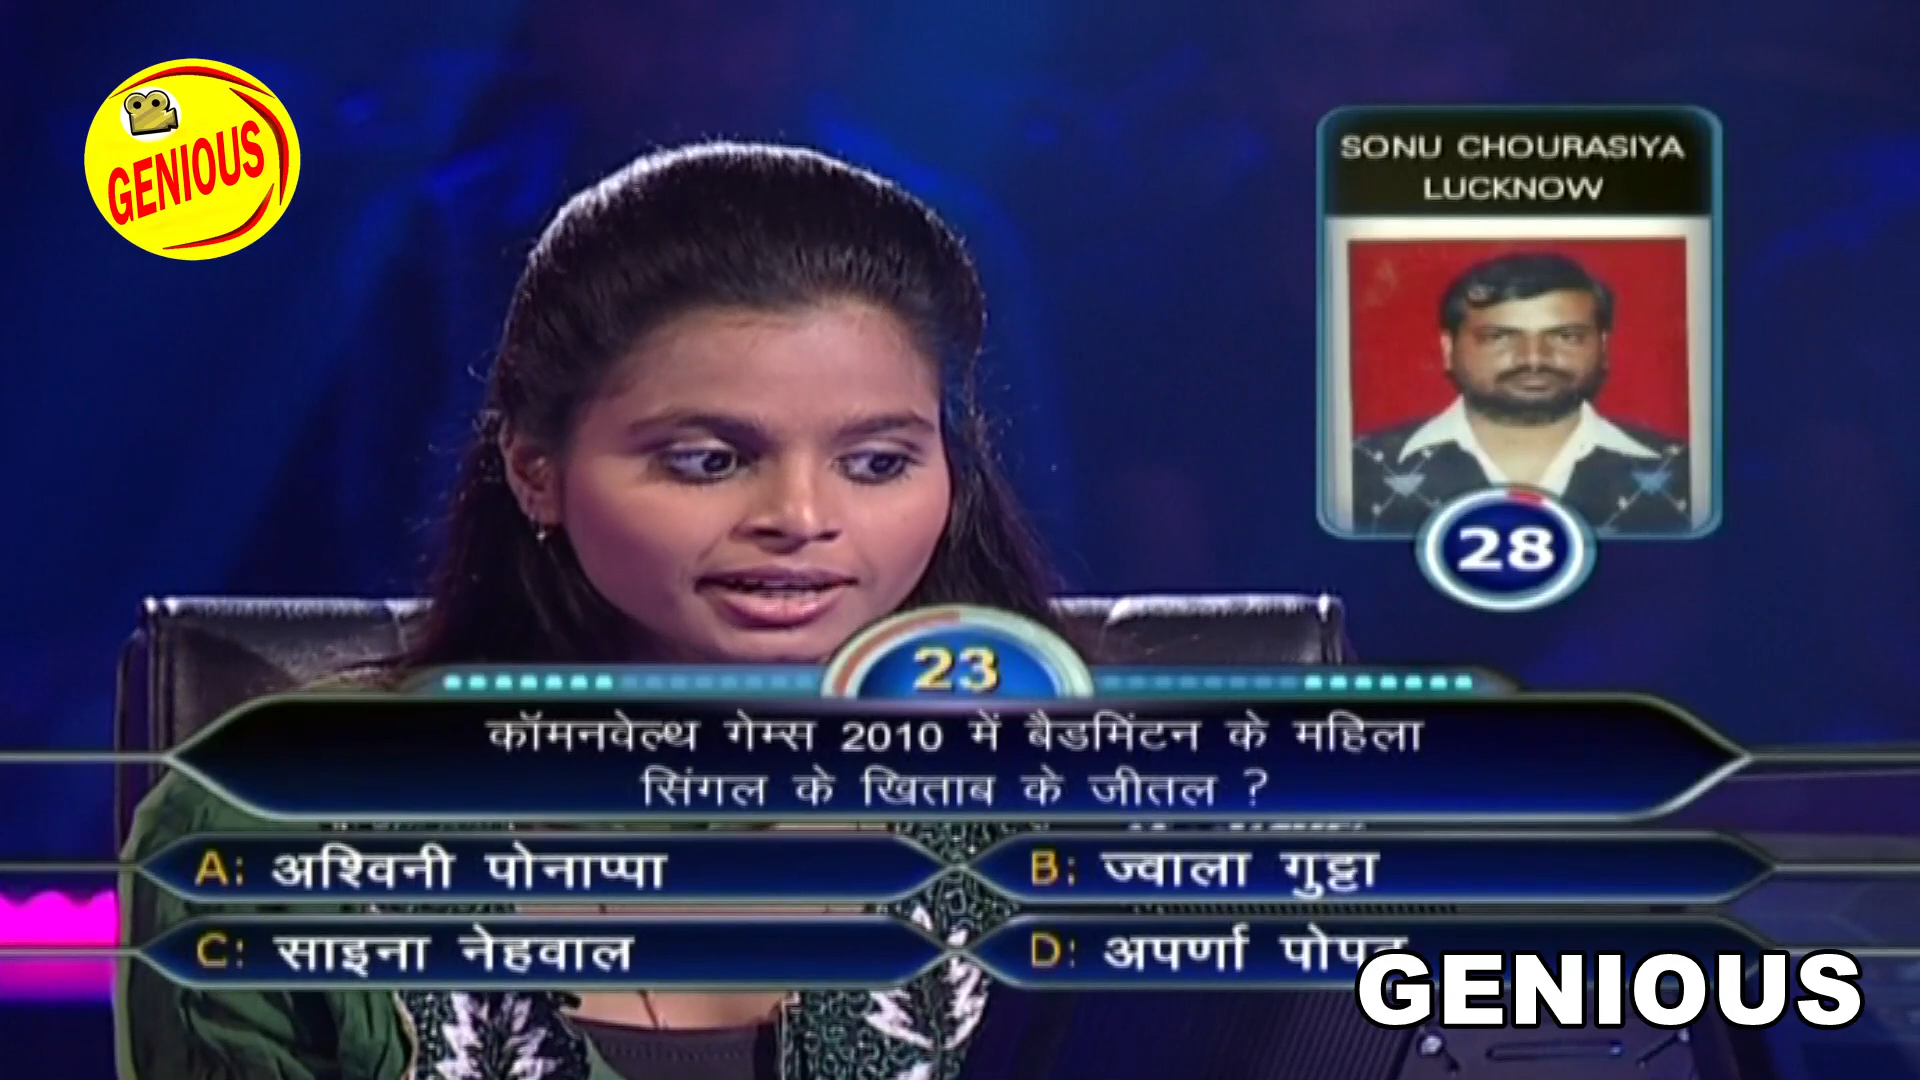 GENIOUS
SONU CHOURASIYA
LUCKNOW
28
23
कॉमनवेल्थ गेम्स 2010 में बैडमिंटन के महिला
सिंगल के खिताब के जीतल ?
A: अश्विनी पोनाप्पा
B: ज्वाला गुट्टा
C: साइना नेहवाल
D: अपर्णा
GENIOUS